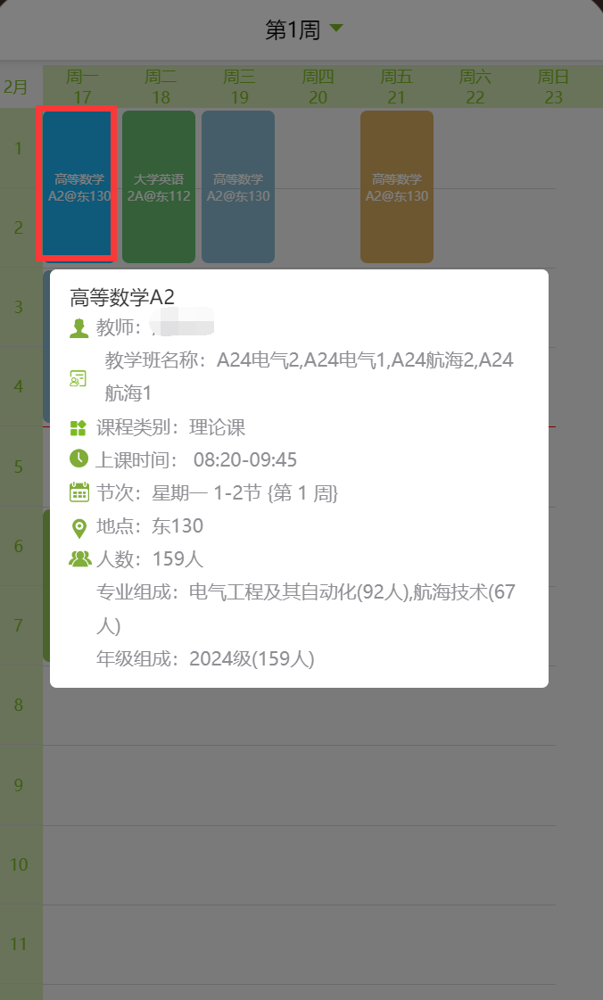 第1周
2月
周一 周二 周三 周四 周五 周六 周日
17 18 19 20 21 22 23
1
高等数学 大学英语 高等数学 高等数学
A2@东130 2A@东112 A2@东130 A2@东130
2
高等数学A2
3
教师：
教学班名称：A24电气2,A24电气1,A24航海2,A24
4
航海1
课程类别：理论课
5
上课时间： 08:20-09:45
节次：星期一 1-2节 {第 1 周}
地点：东130
6
人数：159人
专业组成：电气工程及其自动化(92人),航海技术(67
7
人)
年级组成：2024级(159人)
8
9
10
11